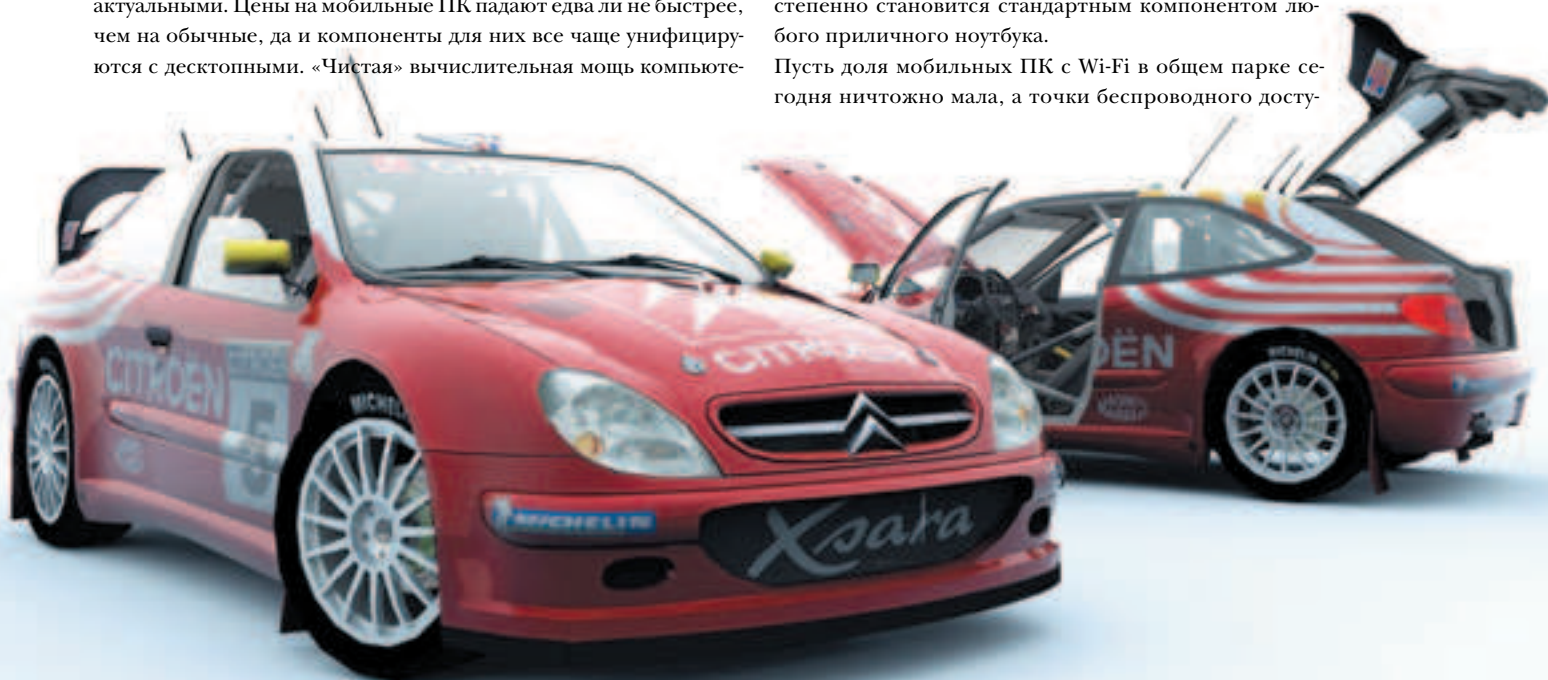 актуальными. Цены на мобильные ПК падают едва ли не быстрее,
чем на обычные, да и компоненты для них все чаще унифициру-
ются с десктопными. «Чистая» вычислительная мощь компьюте-
степенно становится стандартным компонентом лю-
бого приличного ноутбука.
Пусть доля мобильных ПК с Wi-Fi в общем парке се-
годня ничтожно мала, а точки беспроводного досту-
CITROËN
5
MICHEL
CITROËN
MICHELIN
Xsara
OËN
MICHELIN